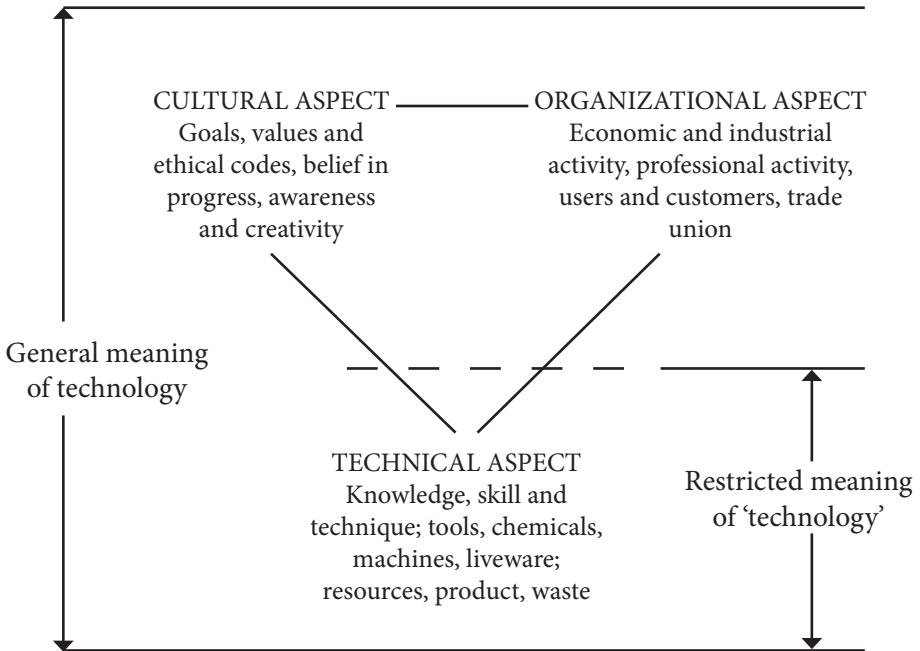 CULTURAL ASPECT
Goals, values and
ethical codes, belief in
progress, awareness
and creativity
ORGANIZATIONAL ASPECT
Economic and industrial
activity, professional activity,
users and customers, trade
union
General meaning
of technology
TECHNICAL ASPECT
Knowledge, skill and
technique; tools, chemicals,
machines, liveware;
resources, product, waste
Restricted meaning
of ‘technology’